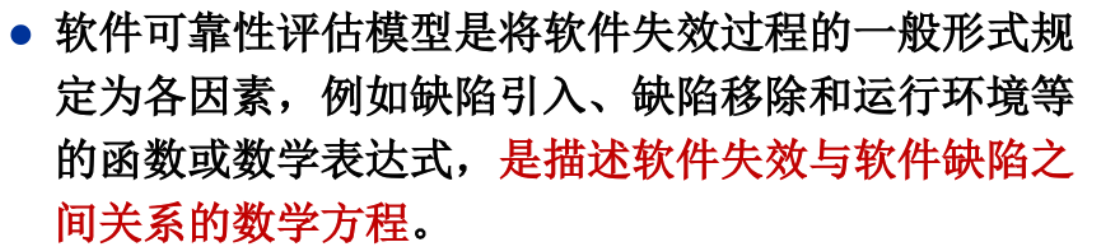 ● 软件可靠性评估模型是将软件失效过程的一般形式规
定为各因素，例如缺陷引入、缺陷移除和运行环境等
的函数或数学表达式，是描述软件失效与软件缺陷之
间关系的数学方程。